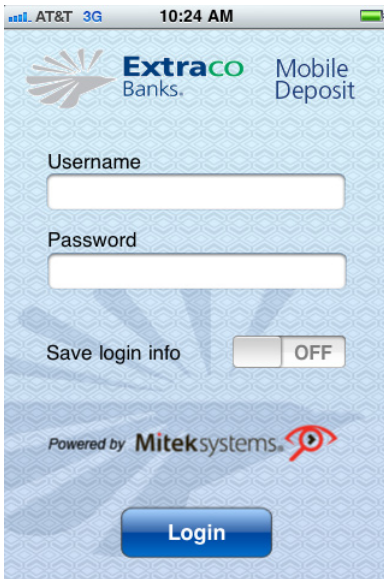 AT&T 3G 10:24 AM
Extraco Mobile
Banks. Deposit
Username
Password
Save login info OFF
Powered by Miteksystems.
Login